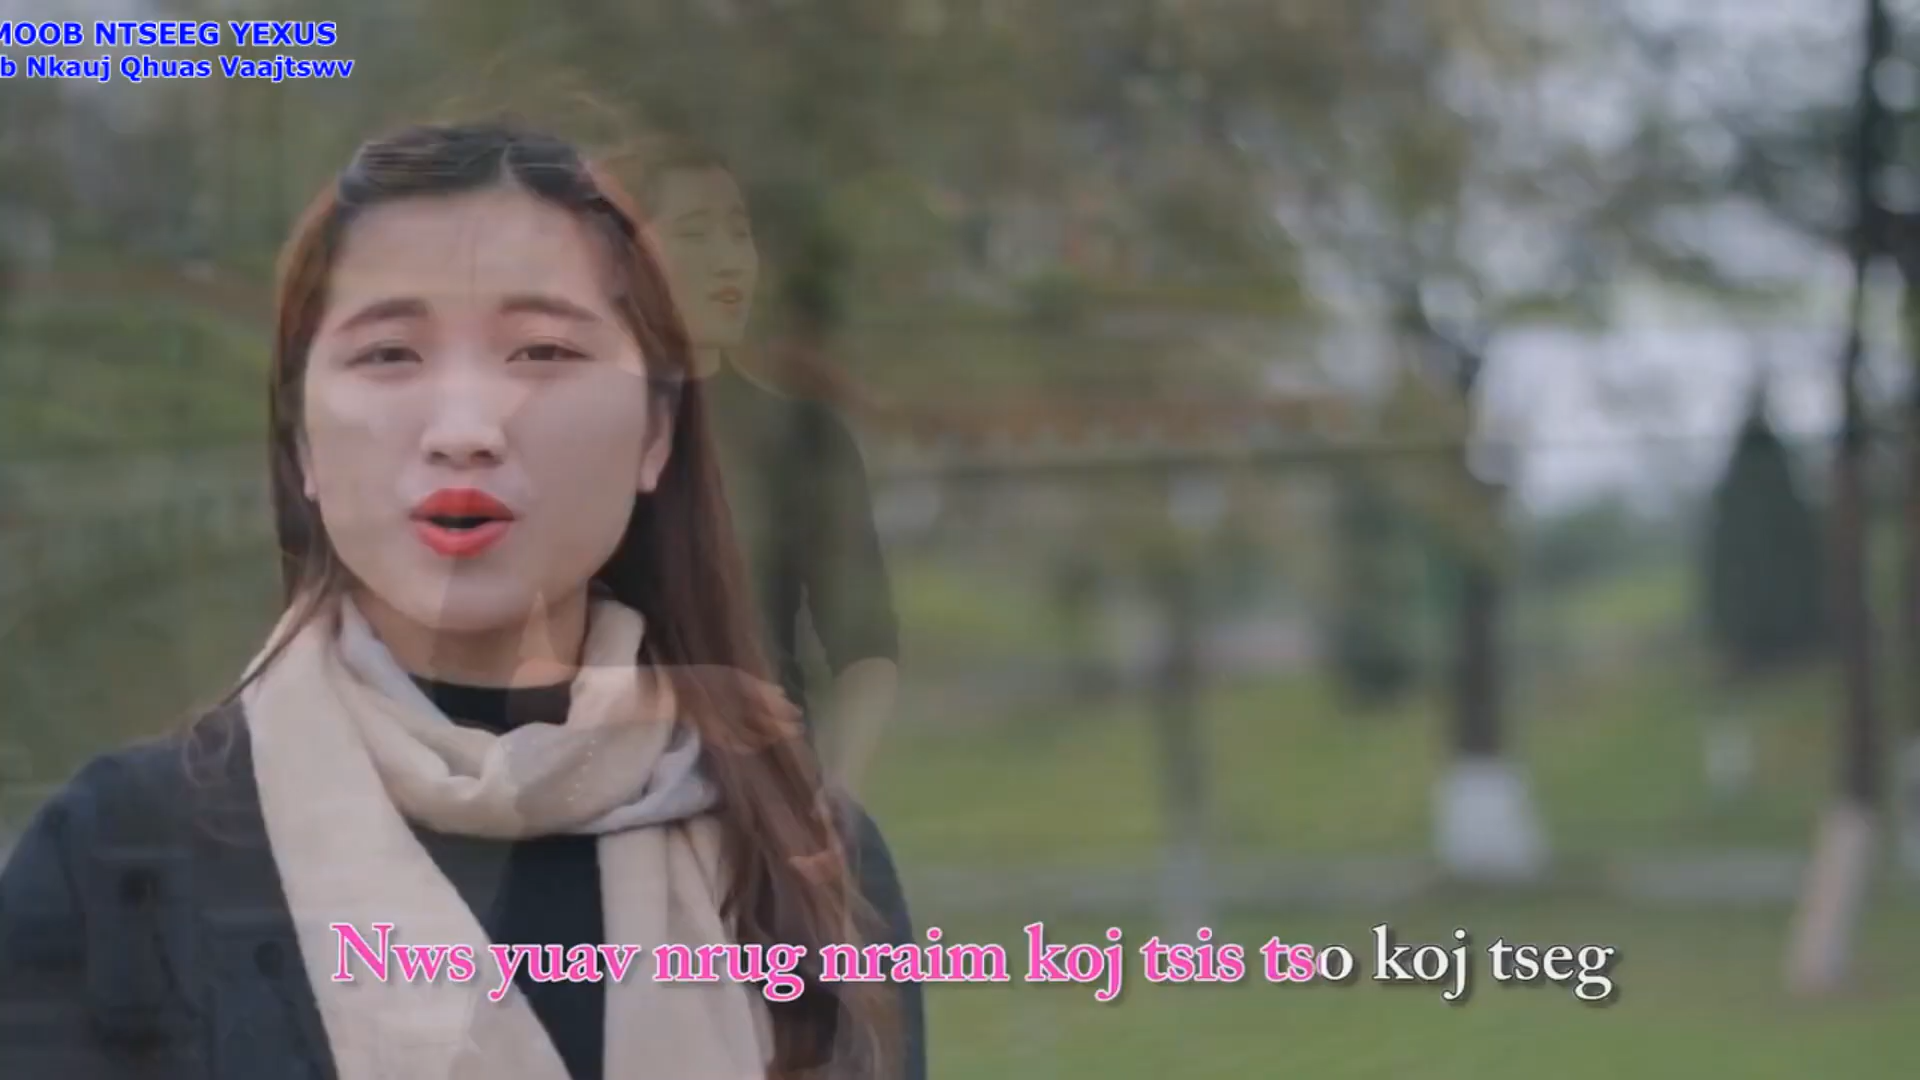 MOOB NTSEEG YEXUS
b Nkauj Qhuas Vaajtswv
Nws yuav nrug nraim koj tsis tso koj tseg